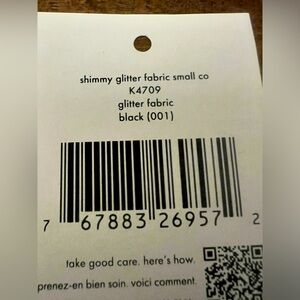 shimmy glitter fabric small co
K4709
glitter fabric
black (001)
7 67883 26957 2
take good care. here's how.
prenez-en bien soin. voici comment.